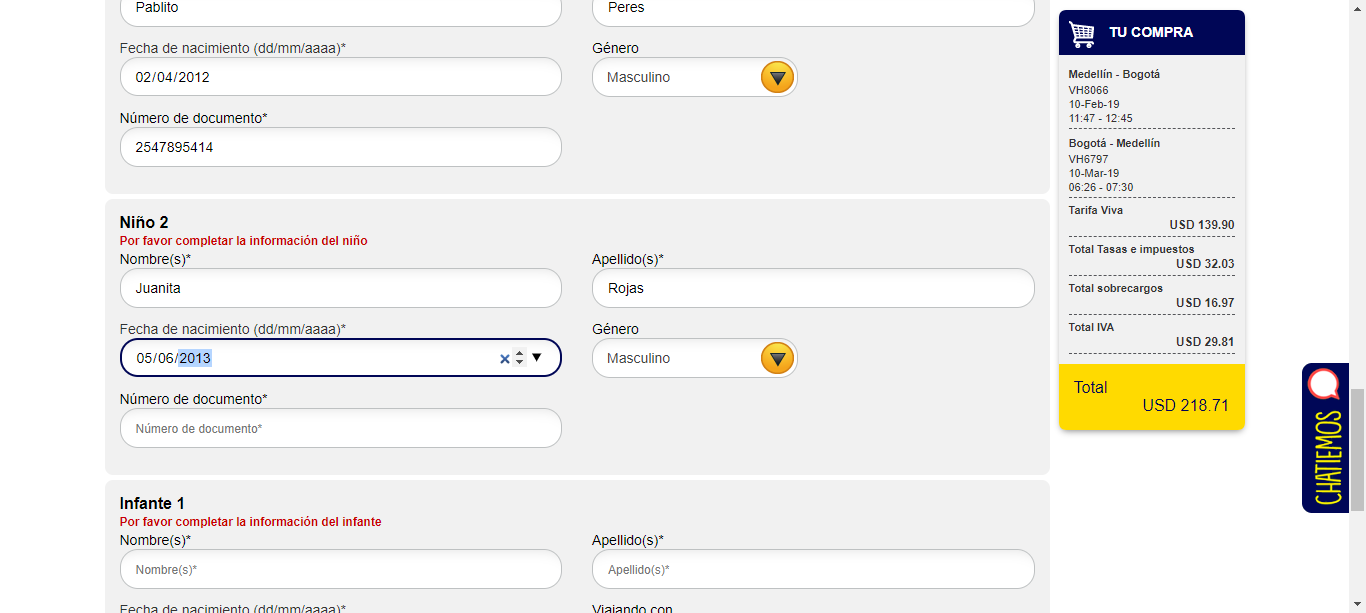 Pablito
Peres
Fecha de nacimiento (dd/mm/aaaa)*
Género
02/04/2012
Masculino
Número de documento*
2547895414
Niño 2
Por favor completar la información del niño
Nombre(s)*
Apellido(s)*
Juanita
Rojas
Fecha de nacimiento (dd/mm/aaaa)*
Género
05/06/2013
Masculino
Número de documento*
Número de documento*
Infante 1
Por favor completar la información del infante
Nombre(s)*
Apellido(s)*
Nombre(s)*
Apellido(s)*
Fecha de nacimiento (dd/mm/aaaa)*
Viajando con
TU COMPRA
Medellín - Bogotá
VH8066
10-Feb-19
11:47 - 12:45
Bogotá - Medellín
VH6797
10-Mar-19
06:26 - 07:30
Tarifa Viva
USD 139.90
Total Tasas e impuestos
USD 32.03
Total sobrecargos
USD 16.97
Total IVA
USD 29.81
Total
USD 218.71
CHATIEMOS